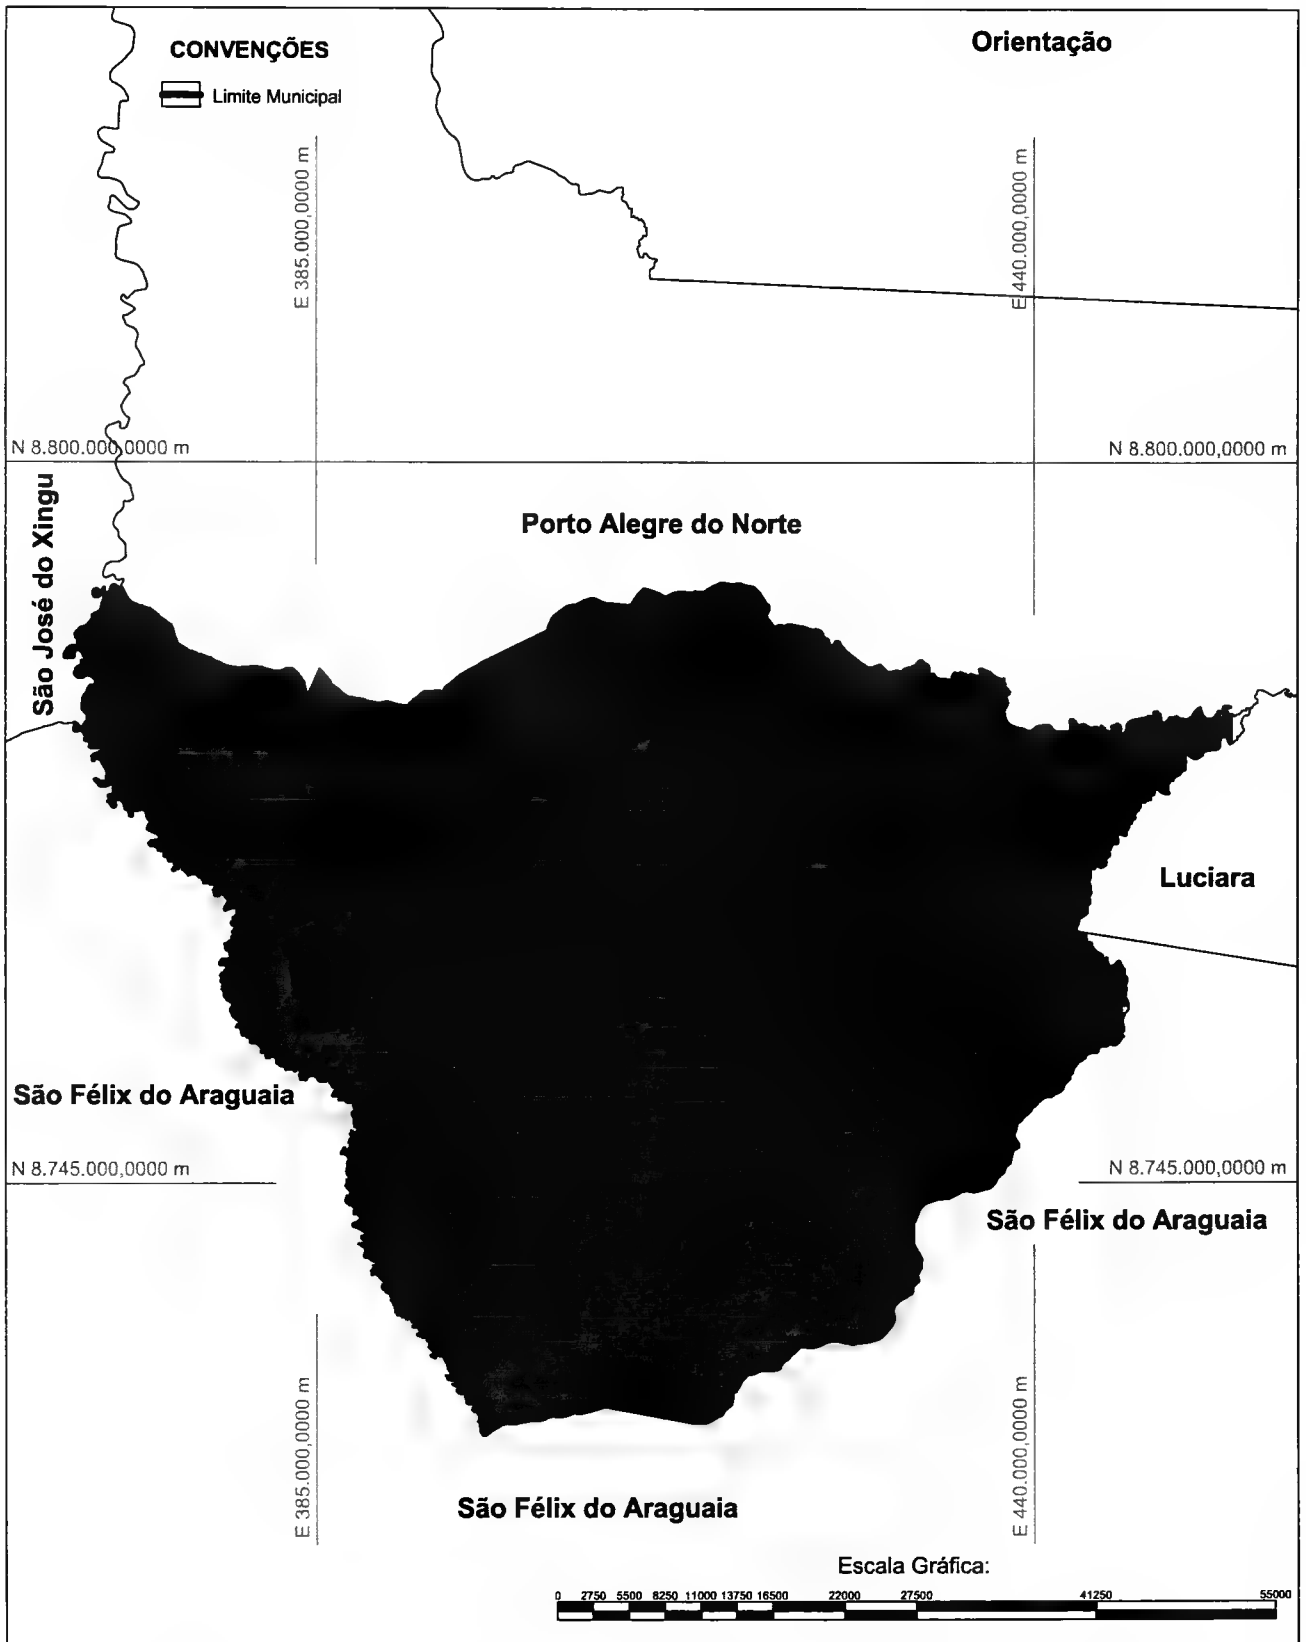 CONVENÇÕES
Limite Municipal
Orientação
E 385.000,0000 m
E 440.000,0000 m
N 8.800.000,0000 m
N 8.800.000,0000 m
São José do Xingu
Porto Alegre do Norte
Luciara
São Félix do Araguaia
N 8.745.000,0000 m
N 8.745.000,0000 m
São Félix do Araguaia
E 385.000,0000 m
E 440.000,0000 m
São Félix do Araguaia
Escala Gráfica:
0 2750 5500 8250 11000 13750 16500 22000 27500 41250 55000